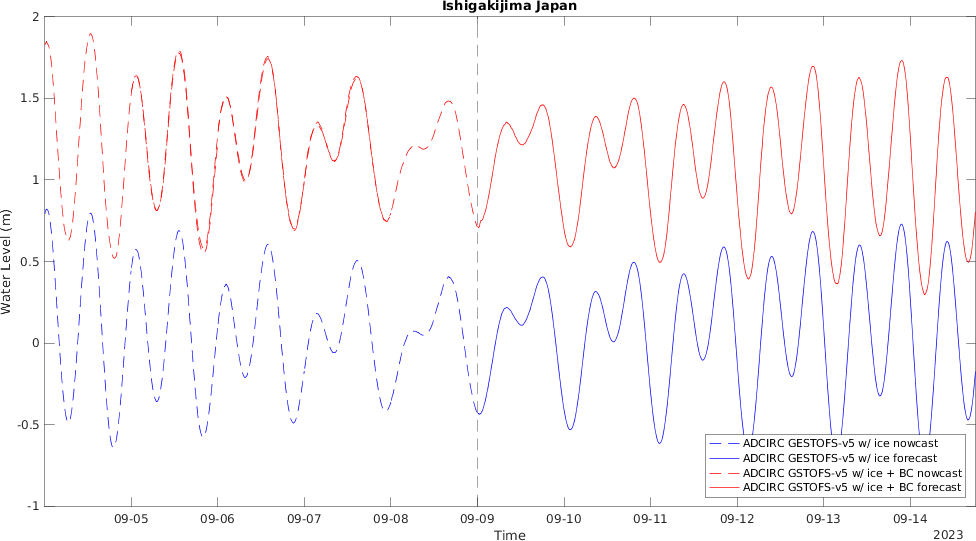 Ishigakijima Japan
2
1.5
1
0.5
0
-0.5
-1
Water Level (m)
09-05 09-06 09-07 09-08 09-09 09-10 09-11 09-12 09-13 09-14
Time
2023
ADCIRC GESTOFS-v5 w/ ice nowcast
ADCIRC GESTOFS-v5 w/ ice forecast
ADCIRC GSTOFS-v5 w/ ice + BC nowcast
ADCIRC GSTOFS-v5 w/ ice + BC forecast